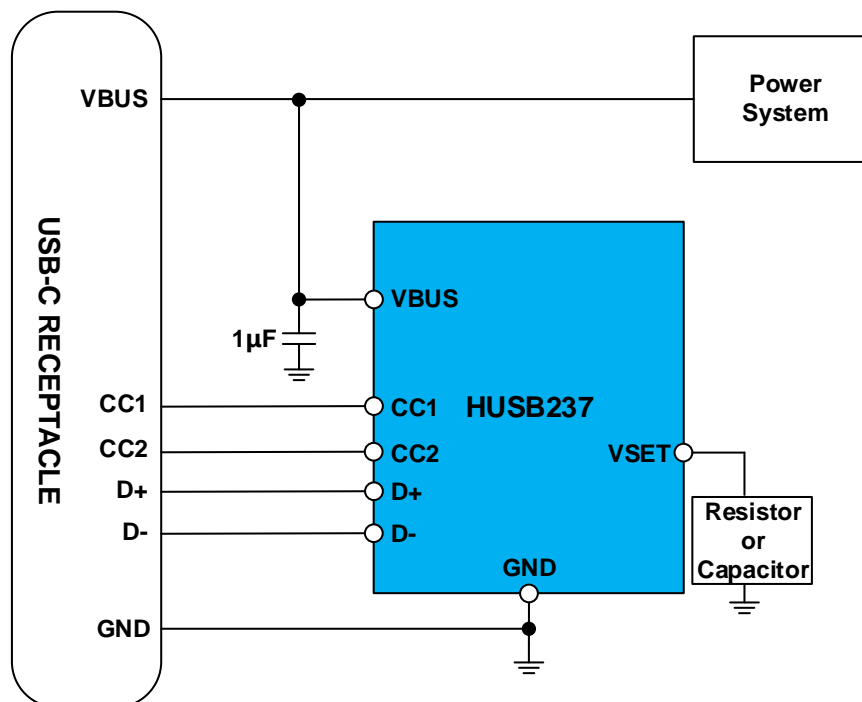 USB-C RECEPTACLE
VBUS
CC1
CC2
D+
D-
GND
Power
System
1μF
HUSB237
VBUS
CC1
CC2
D+
D-
GND
VSET
Resistor
or
Capacitor